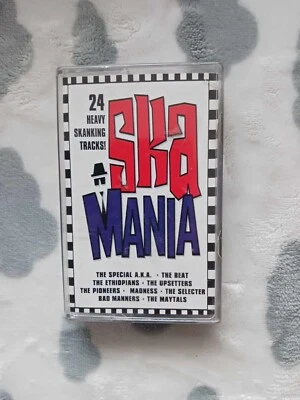 24
HEAVY
SKANKING
TRACKS!
ska
MANIA
THE SPECIAL A.K.A. · THE BEAT
THE ETHIOPIANS · THE UPSETTERS
THE PIONEERS · MADNESS · THE SELECTER
BAD MANNERS · THE MAYTALS